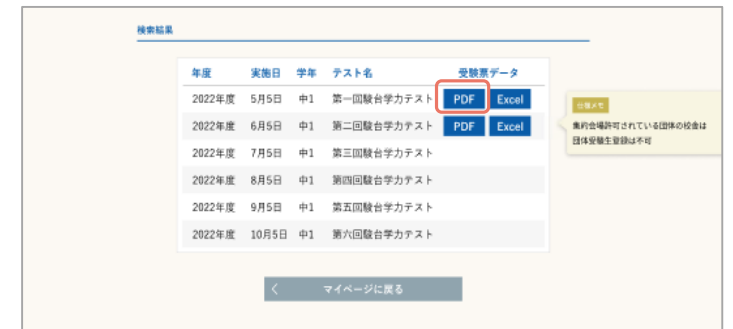 検索結果
年度 実施日 学年 テスト名 受験票データ
2022年度 5月5日 中1 第一回駿台学力テスト PDF Excel
2022年度 6月5日 中1 第二回駿台学力テスト PDF Excel
2022年度 7月5日 中1 第三回駿台学力テスト
2022年度 8月5日 中1 第四回駿台学力テスト
2022年度 9月5日 中1 第五回駿台学力テスト
2022年度 10月5日 中1 第六回駿台学力テスト
仕様メモ
集約会場許可されている団体の校舎は
団体受験生登録は不可
マイページに戻る